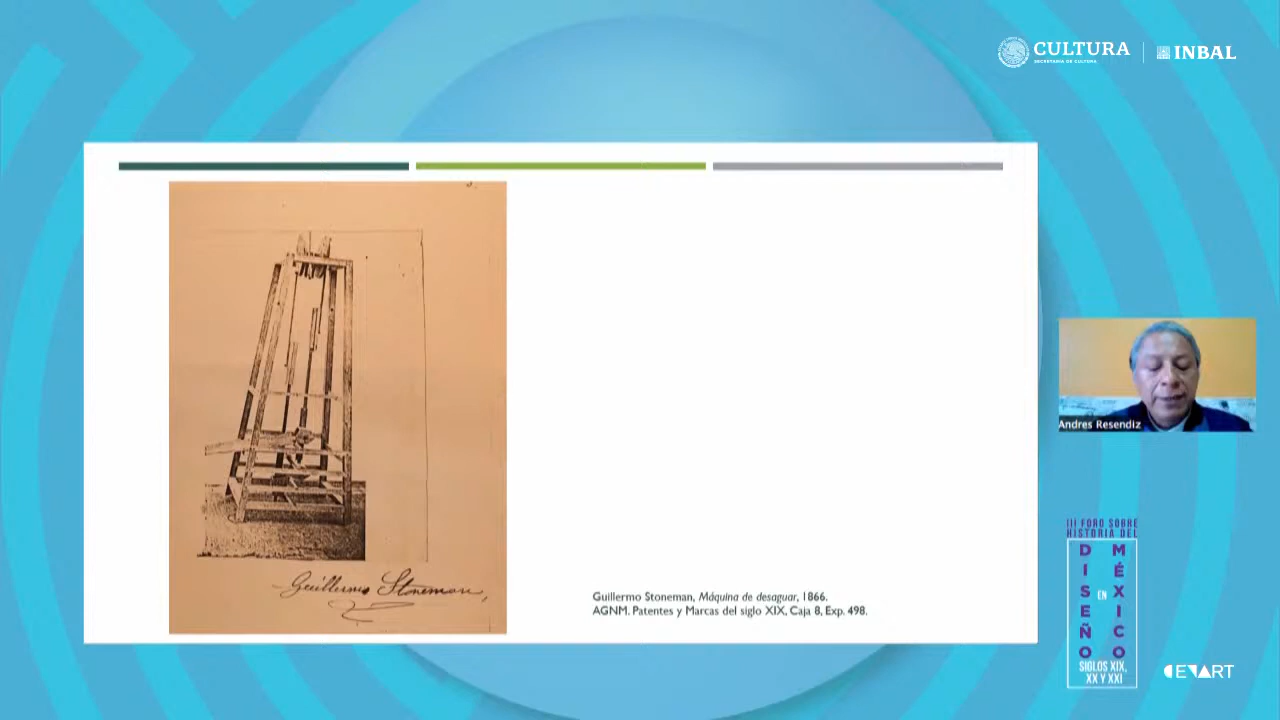 CULTURA
SECRETARÍA DE CULTURA
INBAL
Guillermo Stoneman,
Guillermo Stoneman, Máquina de desaguar, 1866.
AGNM. Patentes y Marcas del siglo XIX, Caja 8, Exp. 498.
Andres Resendiz
III FORO SOBRE
HISTORIA DEL
DISEÑO
EN
MÉXICO
SIGLOS XIX,
XX Y XXI
CENART